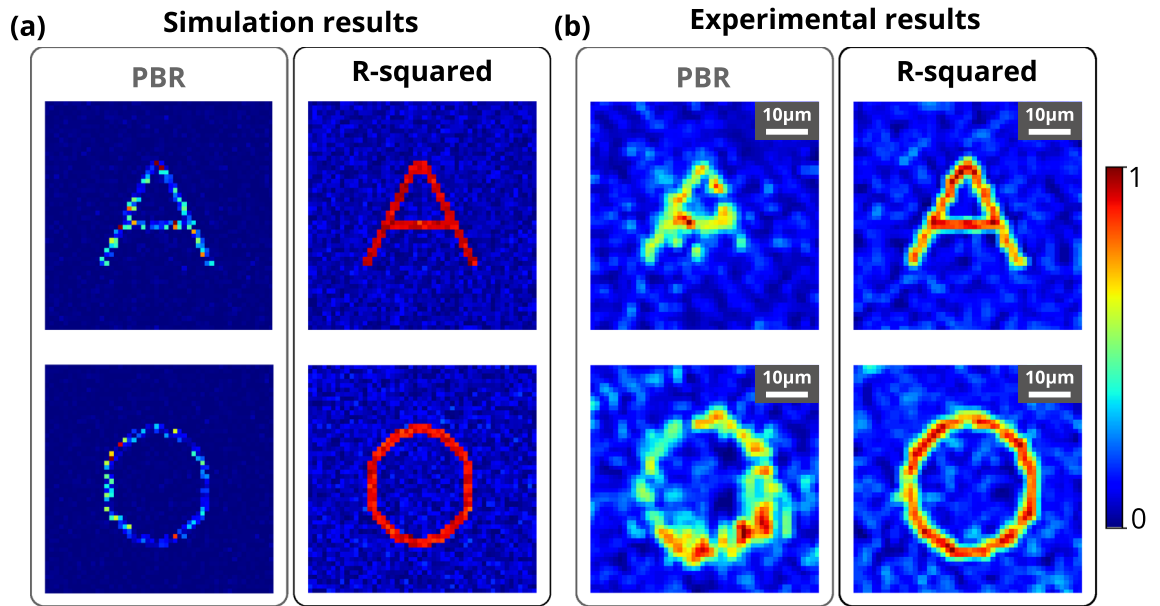 (a) Simulation results
PBR
R-squared
(b) Experimental results
PBR
R-squared
10μm
10μm
10μm
10μm
1
0
A
A
A
A
O
O
O
O